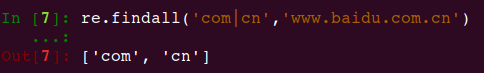 In [7]: re.findall('com|cn','www.baidu.com.cn')
...:
Out[7]: ['com', 'cn']